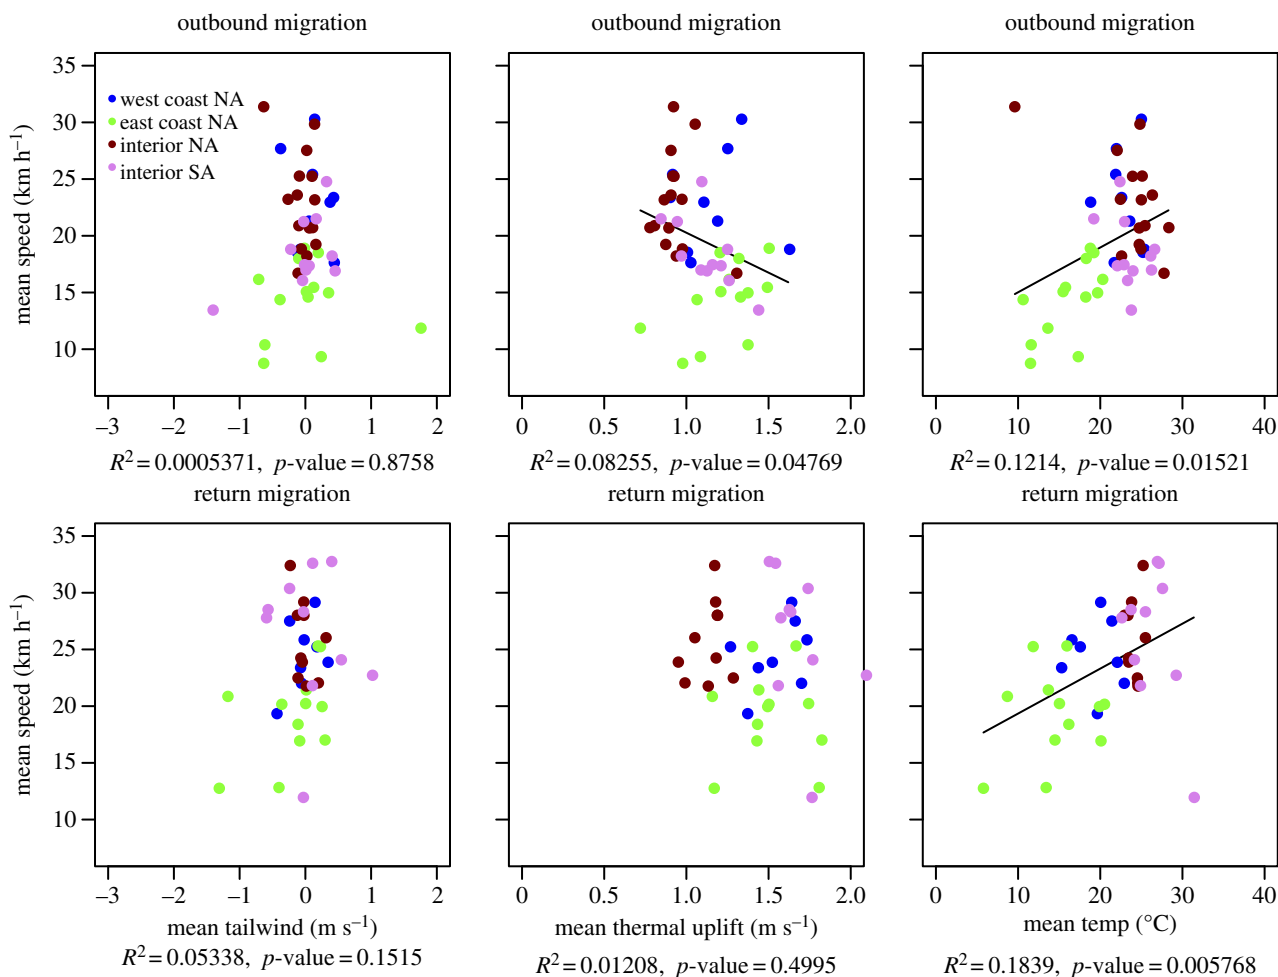 outbound migration
outbound migration
outbound migration
35
30
25
20
15
10
mean speed (km h–1)
west coast NA
east coast NA
interior NA
interior SA
–3 –2 –1 0 1 2
0 1.0 1.5 2.0
0 10 20 30 40
R2 = 0.0005371, p-value = 0.8758
R2 = 0.08255, p-value = 0.04769
R2 = 0.1214, p-value = 0.01521
return migration
return migration
return migration
35
30
25
20
15
10
mean speed (km h–1)
–3 –2 –1 0 1 2
0 0.5 1.0 1.5 2.0
0 10 20 30 40
mean tailwind (m s–1)
mean thermal uplift (m s–1)
mean temp (°C)
R2 = 0.05338, p-value = 0.1515
R2 = 0.01208, p-value = 0.4995
R2 = 0.1839, p-value = 0.005768